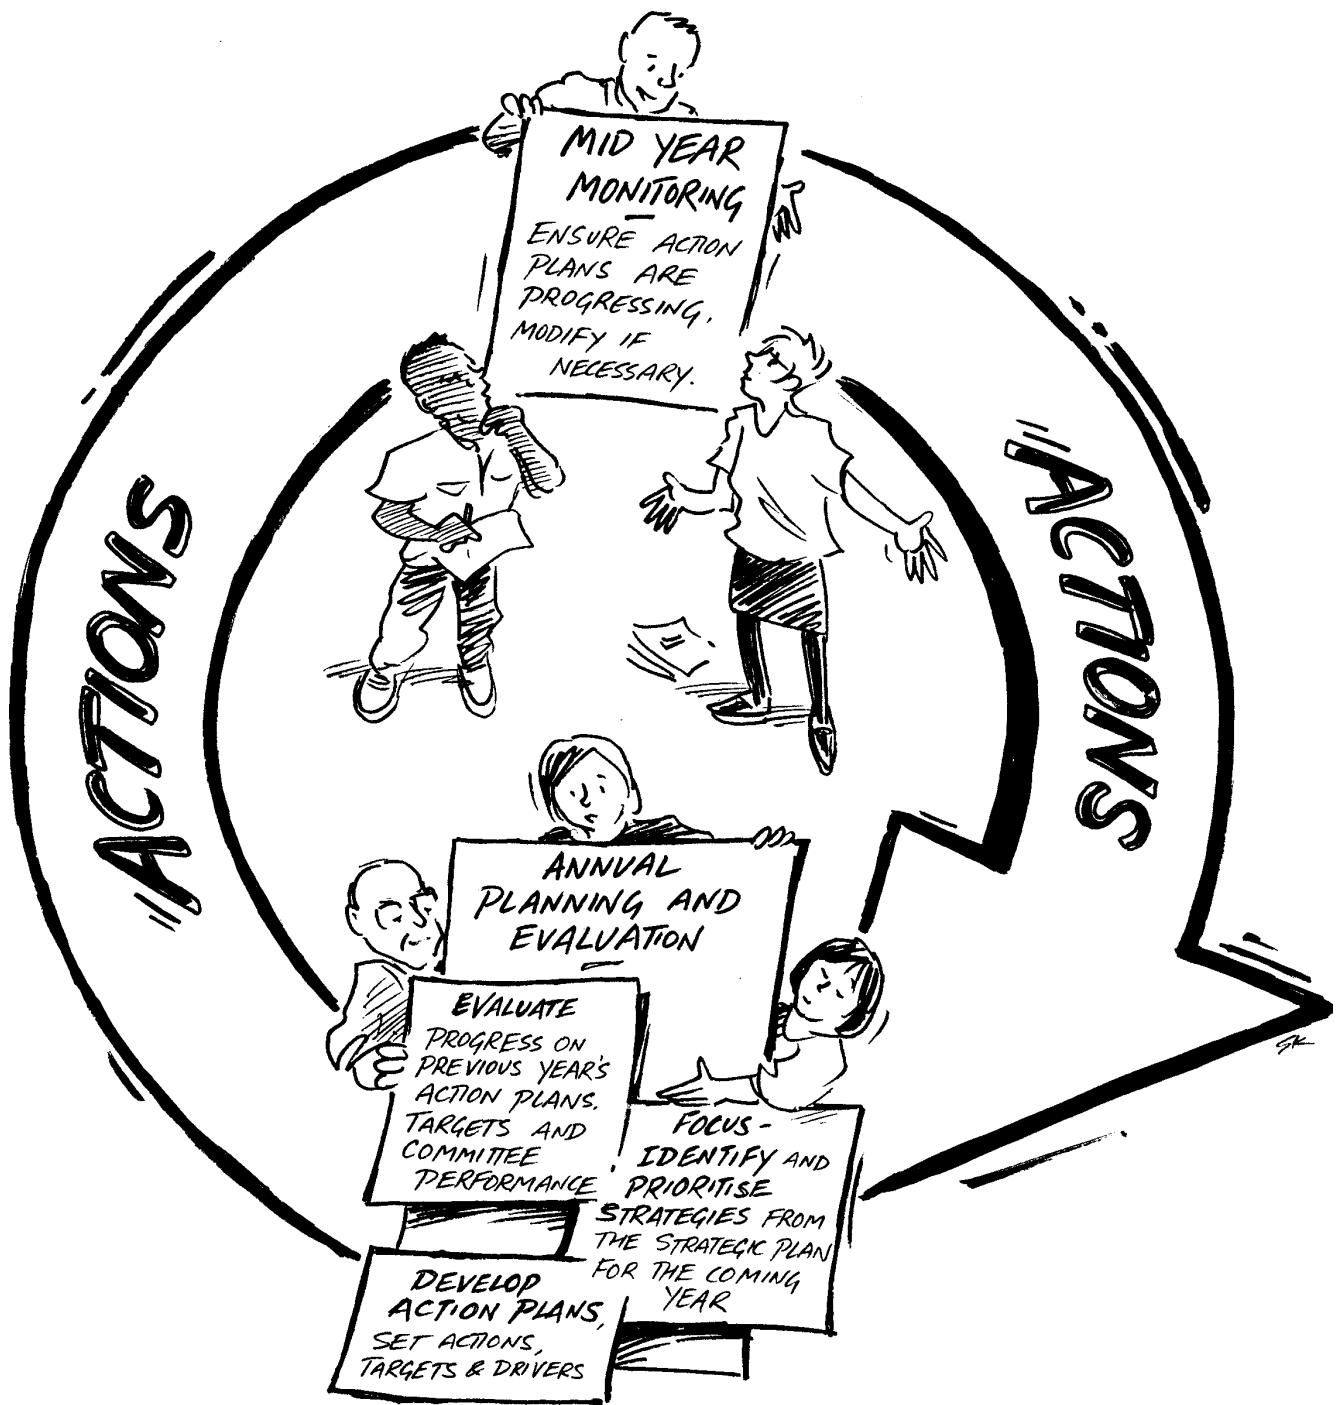 MID YEAR
MONITORING
ENSURE ACTION
PLANS ARE
PROGRESSING.
MODIFY IF
NECESSARY.
ACTIONS
ACTIONS
ANNUAL
PLANNING AND
EVALUATION
EVALUATE
PROGRESS ON
PREVIOUS YEAR'S
ACTION PLANS.
TARGETS AND
COMMITTEE
PERFORMANCE
FOCUS -
IDENTIFY AND
PRIORITISE
STRATEGIES FROM
THE STRATEGIC PLAN
FOR THE COMING
YEAR
DEVELOP
ACTION PLANS,
SET ACTIONS,
TARGETS & DRIVERS
GK